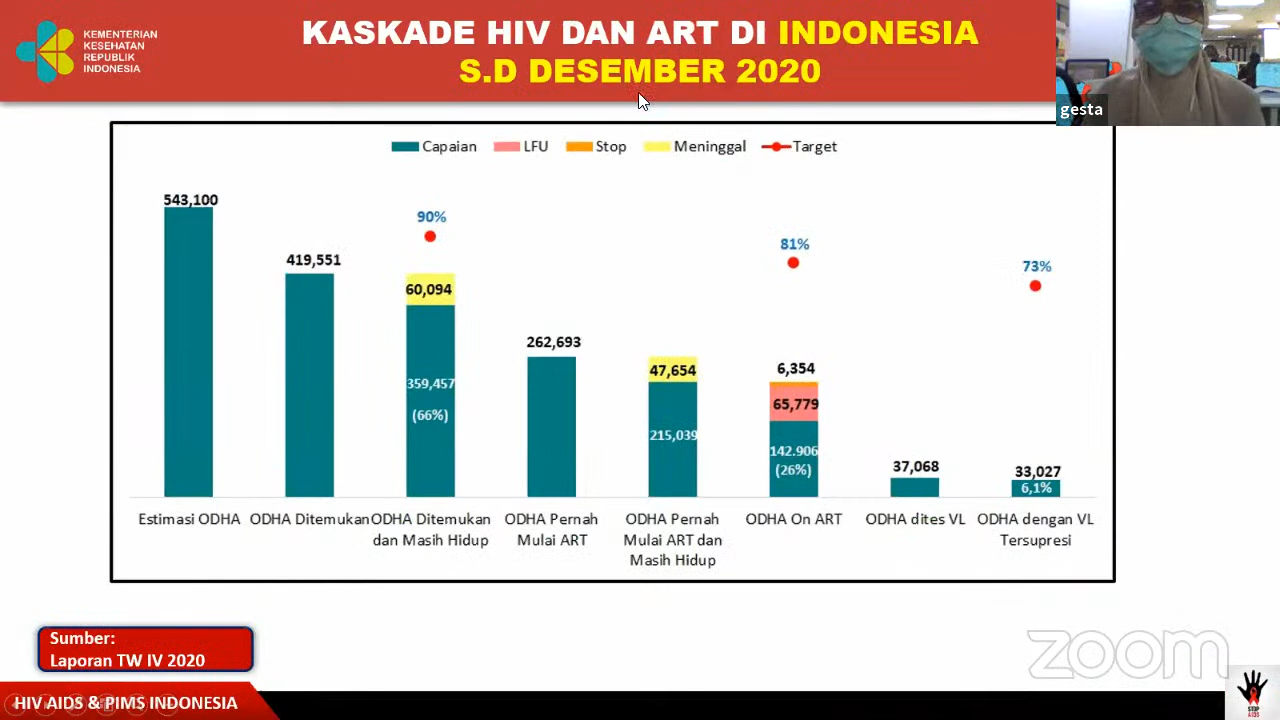 KEMENTERIAN
KESEHATAN
REPUBLIK
INDONESIA
KASKADE HIV DAN ART DI INDONESIA
S.D DESEMBER 2020
gesta
Capaian LFU Stop Meninggal Target
543,100
419,551
90%
60,094
359,457
(66%)
262,693
47,654
215,039
81%
6,354
65,779
142.906
(26%)
37,068
73%
33,027
6,1%
Estimasi ODHA
ODHA Ditemukan
ODHA Ditemukan
dan Masih Hidup
ODHA Pernah
Mulai ART
ODHA Pernah
Mulai ART dan
Masih Hidup
ODHA On ART
ODHA dites VL
ODHA dengan VL
Tersupresi
Sumber:
Laporan TW IV 2020
zoom
HIV AIDS & PIMS INDONESIA
STOP
AIDS